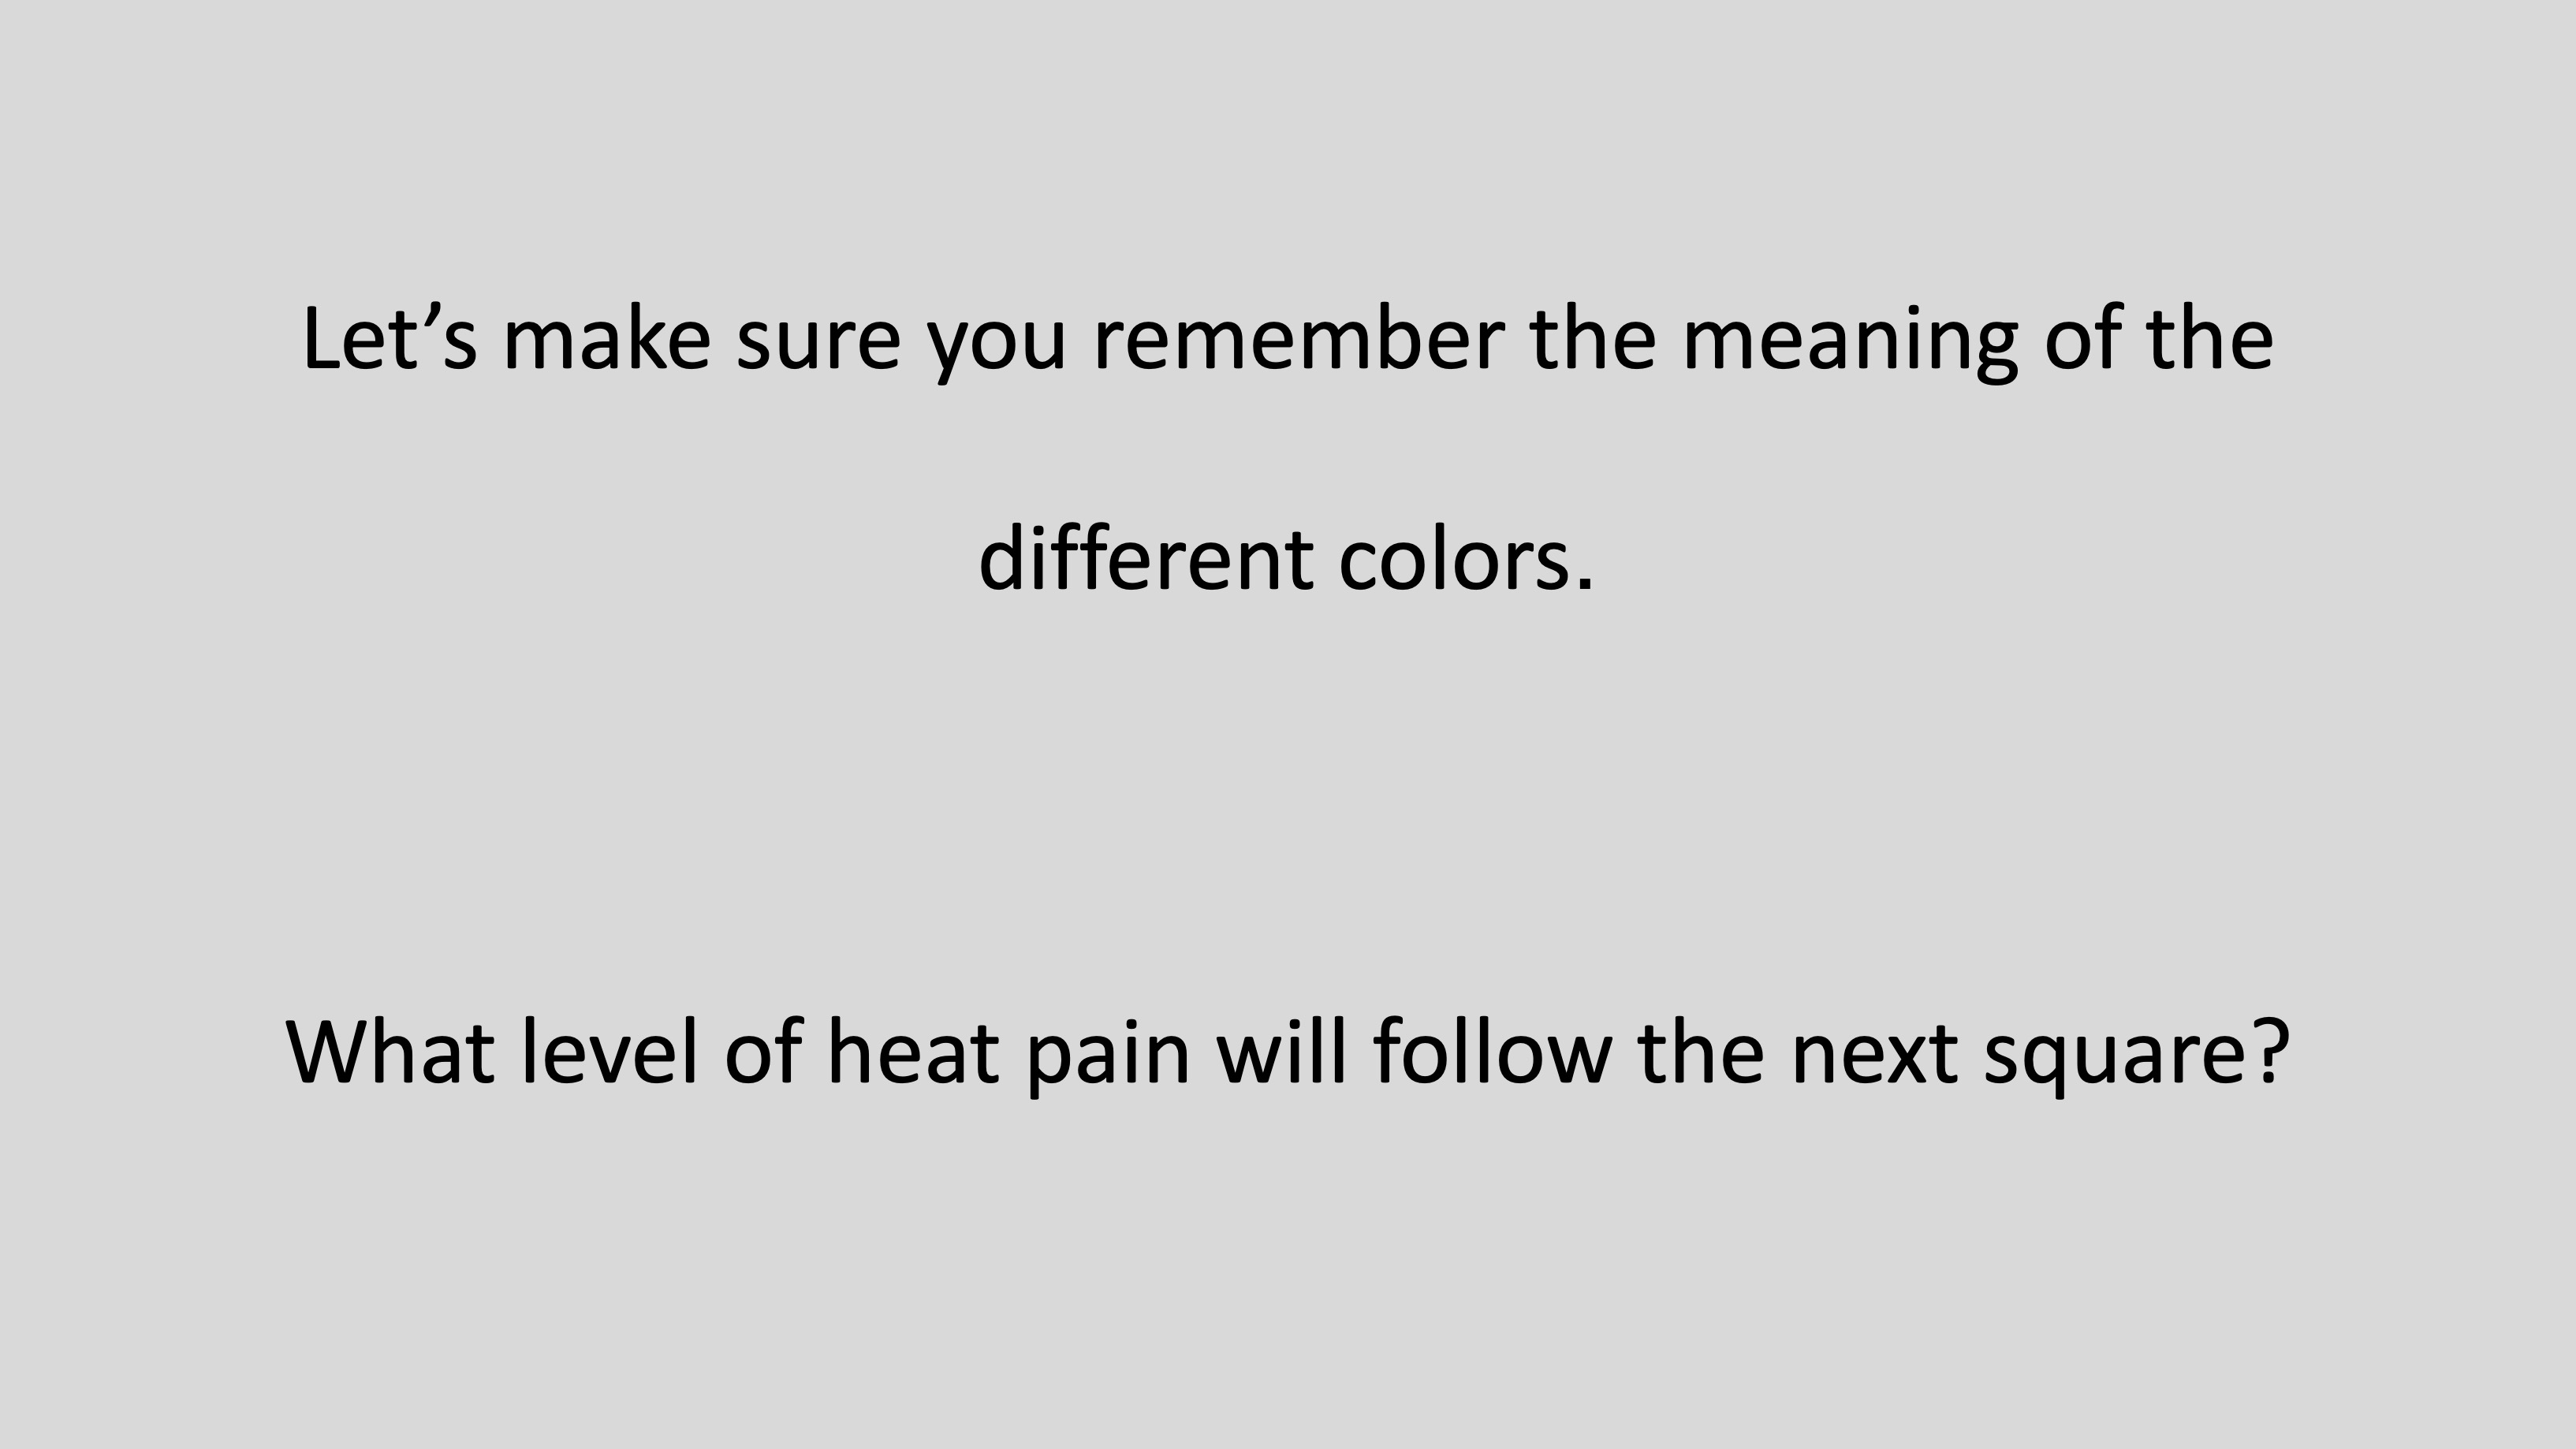 Let’s make sure you remember the meaning of the
different colors.
What level of heat pain will follow the next square?